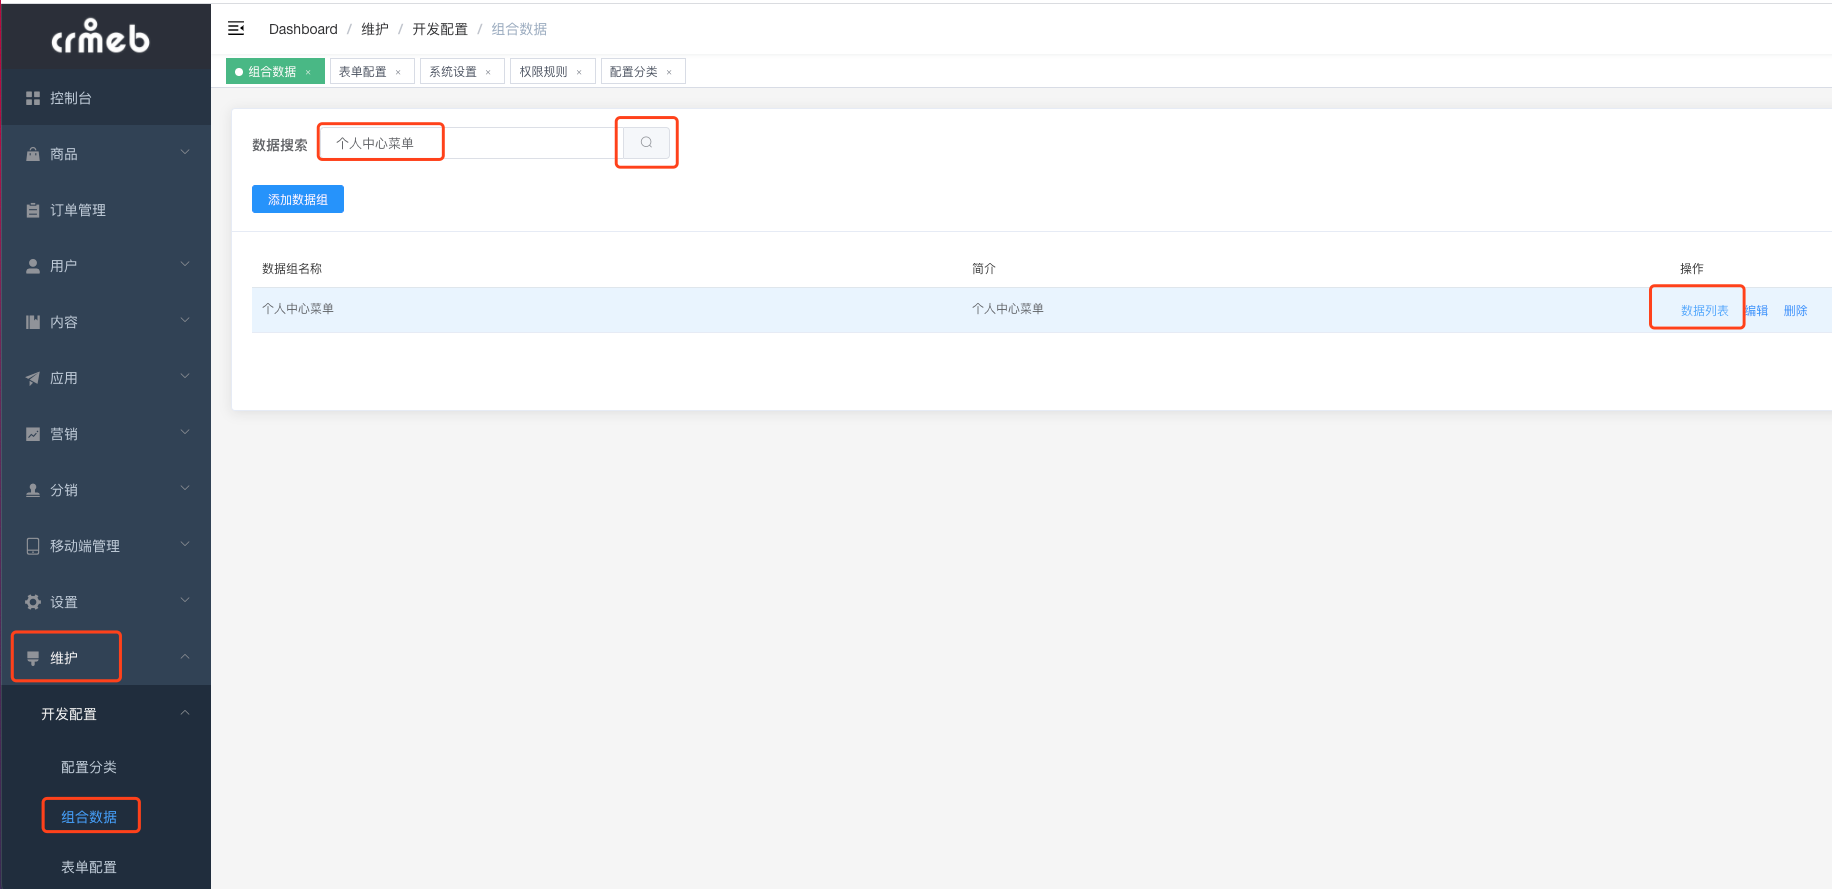 crmeb
Dashboard / 维护 / 开发配置 / 组合数据
组合数据 × 表单配置 × 系统设置 × 权限规则 × 配置分类 ×
控制台
商品
订单管理
用户
内容
应用
营销
分销
移动端管理
设置
维护
开发配置
配置分类
组合数据
表单配置
数据搜索 个人中心菜单
添加数据组
数据组名称 简介 操作
个人中心菜单 个人中心菜单 数据列表 编辑 删除